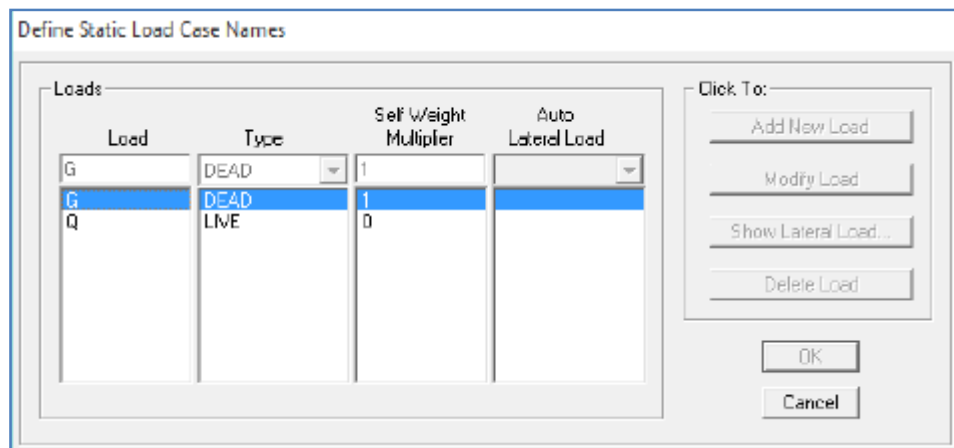 Define Static Load Case Names
Loads
Click To:
Load Type Self Weight Multiplier Auto Lateral Load
G DEAD 1
G DEAD 1
Q LIVE 0
Add New Load
Modify Load
Show Lateral Load...
Delete Load
OK
Cancel